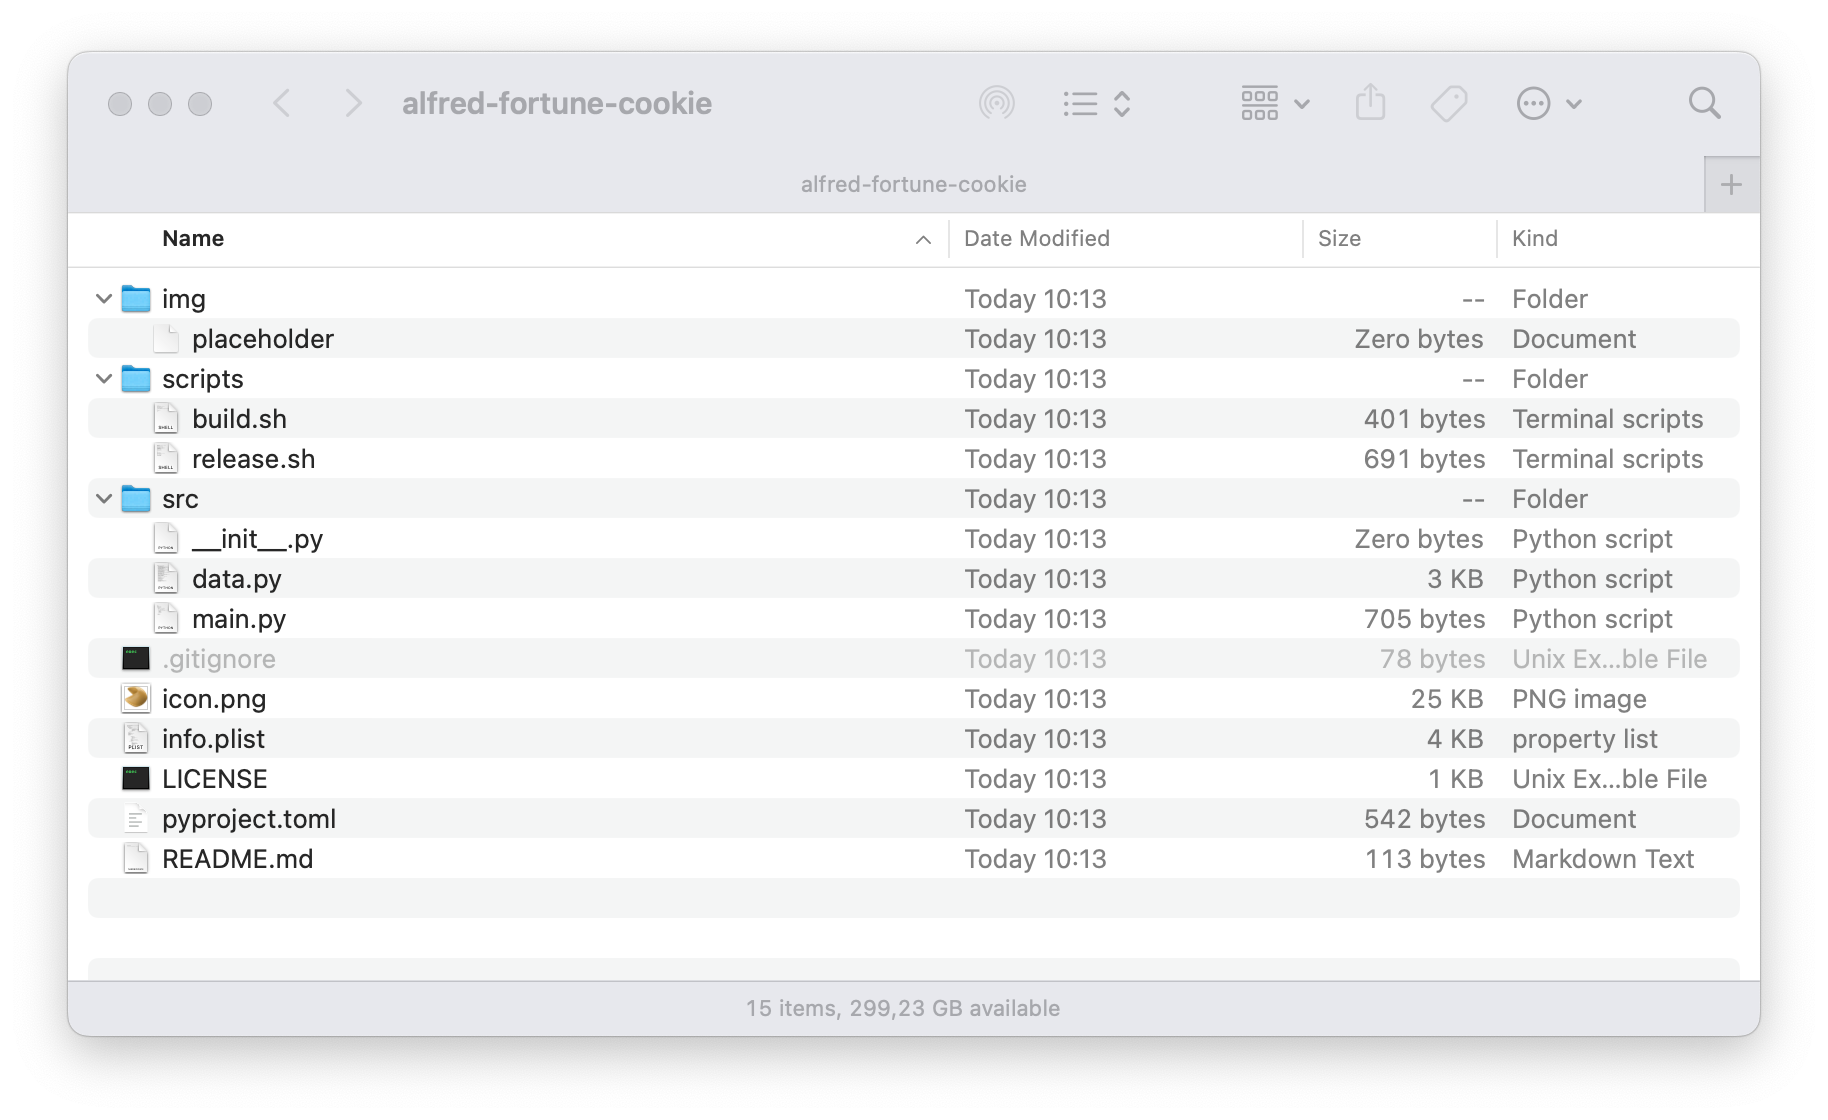 alfred-fortune-cookie
alfred-fortune-cookie
Name Date Modified Size Kind
img Today 10:13 -- Folder
placeholder Today 10:13 Zero bytes Document
scripts Today 10:13 -- Folder
build.sh Today 10:13 401 bytes Terminal scripts
release.sh Today 10:13 691 bytes Terminal scripts
src Today 10:13 -- Folder
__init__.py Today 10:13 Zero bytes Python script
data.py Today 10:13 3 KB Python script
main.py Today 10:13 705 bytes Python script
.gitignore Today 10:13 78 bytes Unix Ex...ble File
icon.png Today 10:13 25 KB PNG image
info.plist Today 10:13 4 KB property list
LICENSE Today 10:13 1 KB Unix Ex...ble File
pyproject.toml Today 10:13 542 bytes Document
README.md Today 10:13 113 bytes Markdown Text
15 items, 299,23 GB available